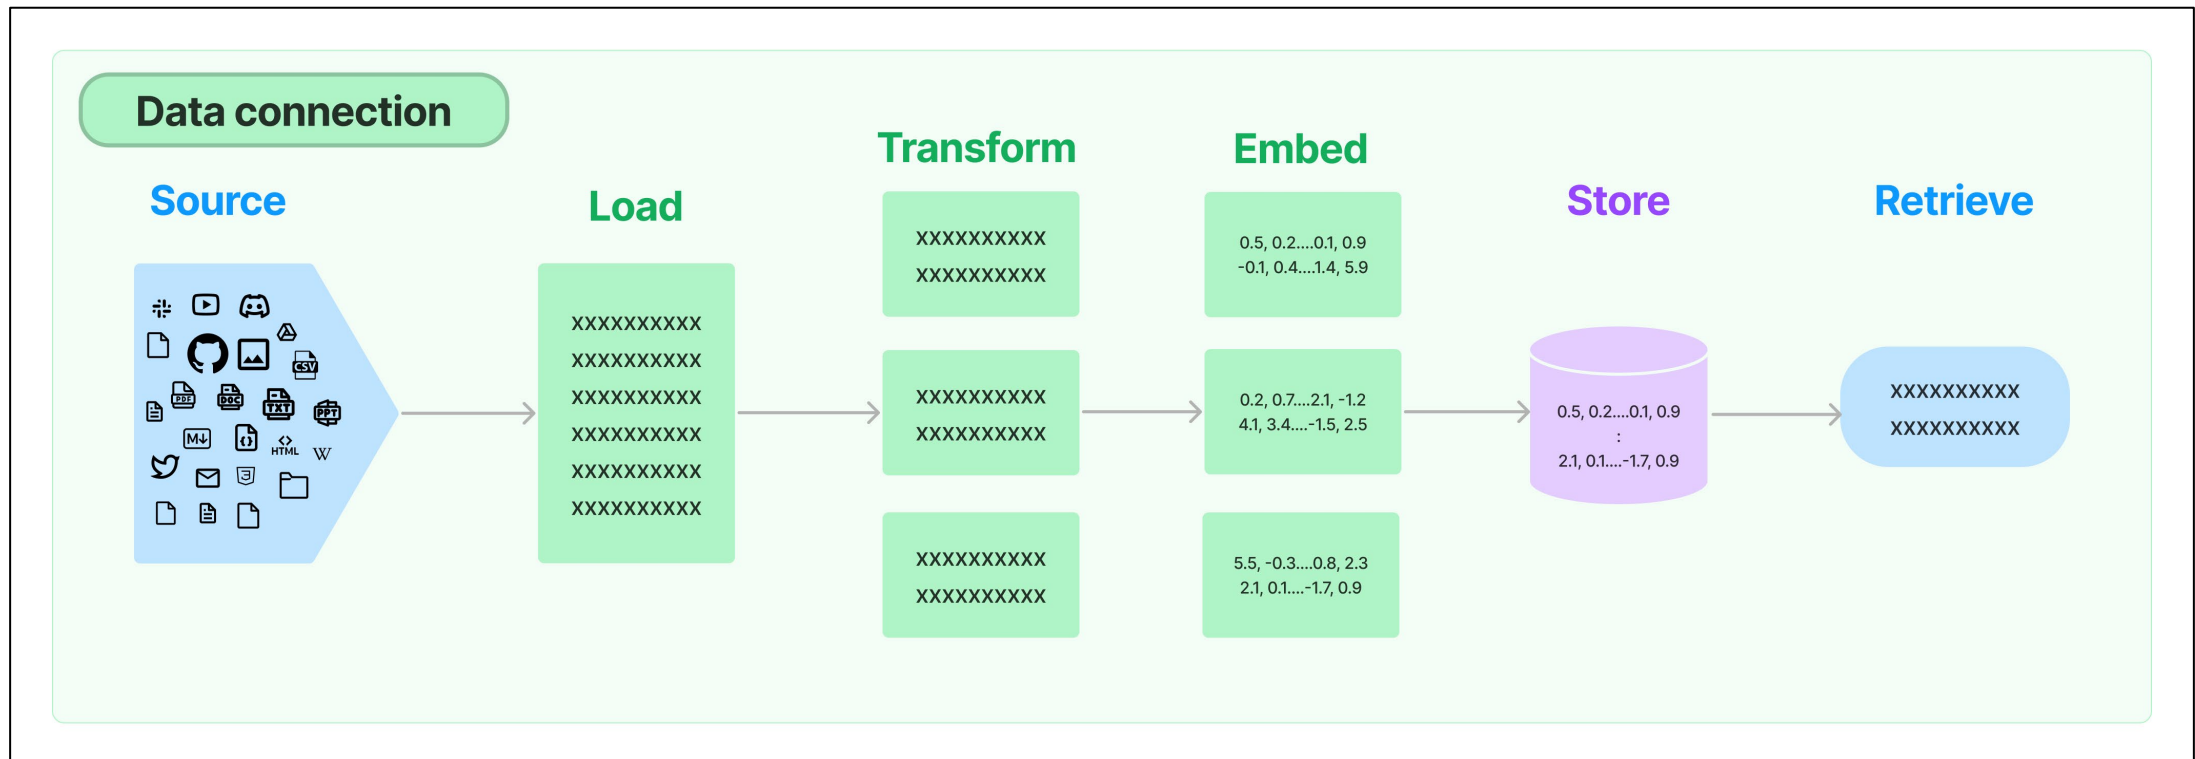 Data connection
Source
Load
Transform
Embed
Store
Retrieve
CSV
PDF
DOC
TXT
PPT
M
{}
<>
HTML
W
3
XXXXXXXXXX
XXXXXXXXXX
XXXXXXXXXX
XXXXXXXXXX
XXXXXXXXXX
XXXXXXXXXX
XXXXXXXXXX
XXXXXXXXXX
XXXXXXXXXX
XXXXXXXXXX
XXXXXXXXXX
XXXXXXXXXX
0.5, 0.2....0.1, 0.9
-0.1, 0.4....1.4, 5.9
0.2, 0.7....2.1, -1.2
4.1, 3.4....-1.5, 2.5
5.5, -0.3....0.8, 2.3
2.1, 0.1....-1.7, 0.9
0.5, 0.2....0.1, 0.9
:
2.1, 0.1....-1.7, 0.9
XXXXXXXXXX
XXXXXXXXXX